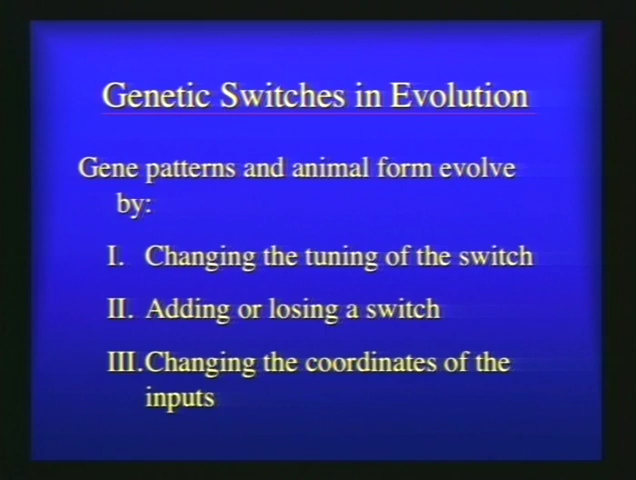 Genetic Switches in Evolution
Gene patterns and animal form evolve
by:
I. Changing the tuning of the switch
II. Adding or losing a switch
III.Changing the coordinates of the
inputs